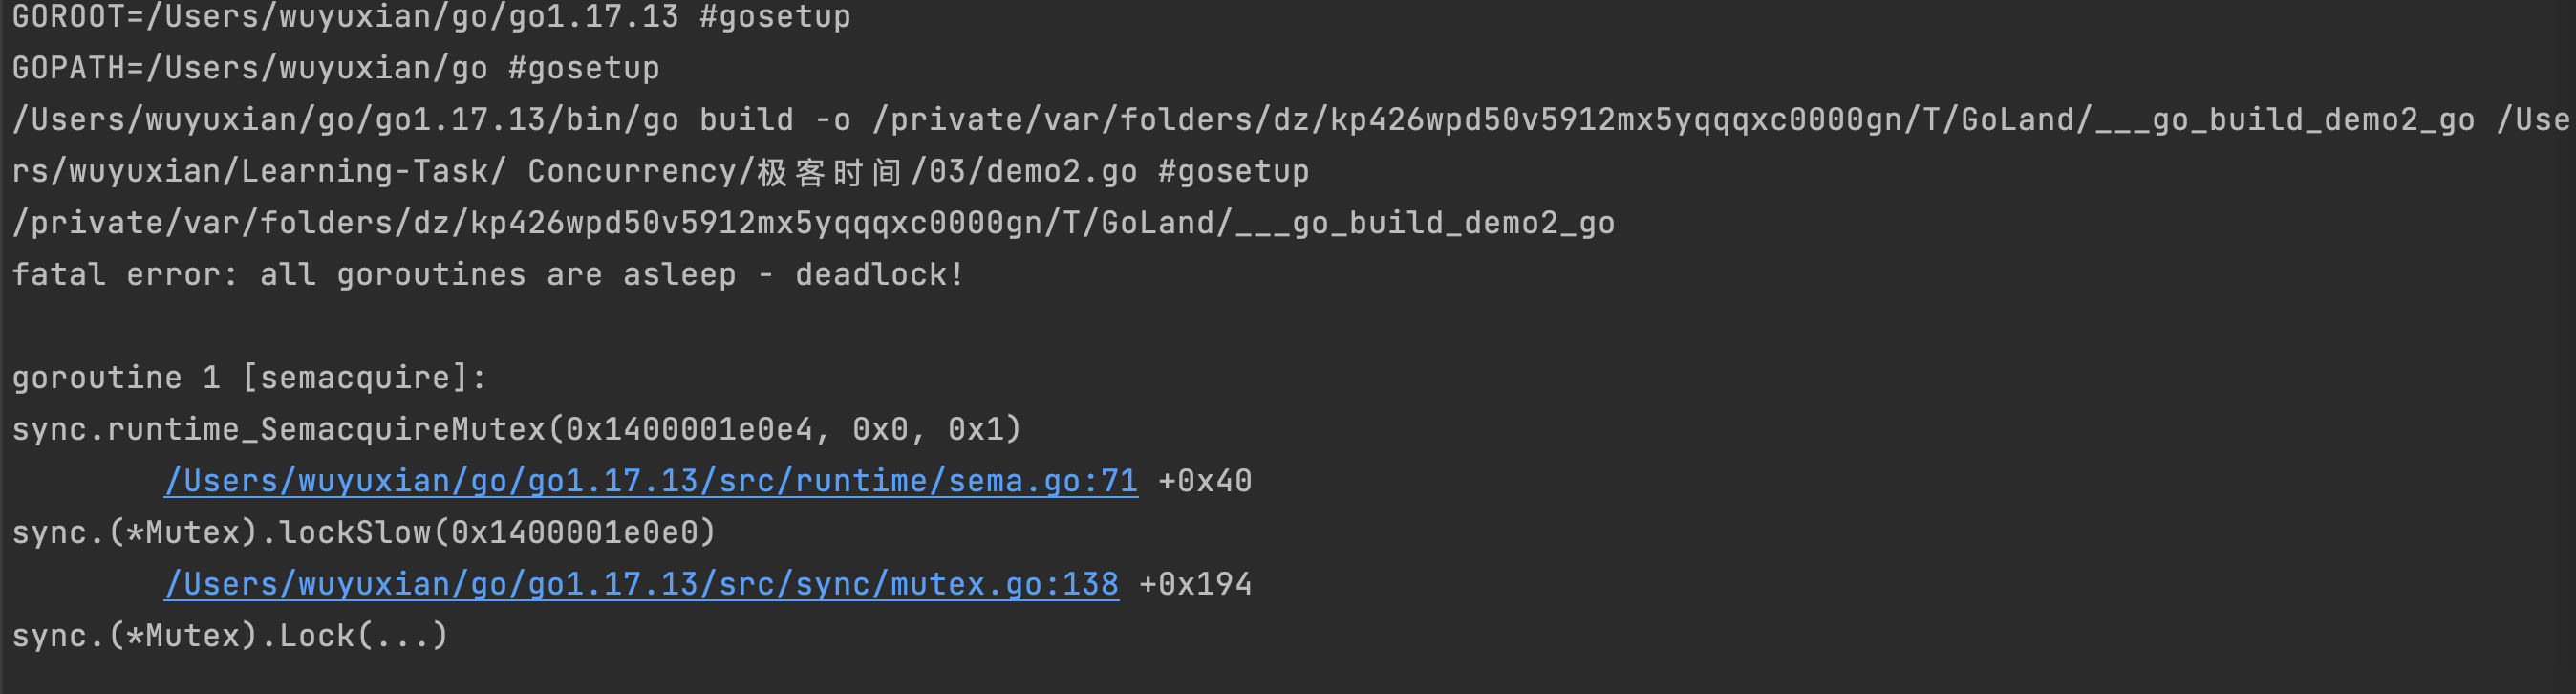 GOROOT=/Users/wuyuxian/go/go1.17.13 #gosetup
GOPATH=/Users/wuyuxian/go #gosetup
/Users/wuyuxian/go/go1.17.13/bin/go build -o /private/var/folders/dz/kp426wpd50v5912mx5yqqqxc0000gn/T/GoLand/___go_build_demo2_go /Use
rs/wuyuxian/Learning-Task/ Concurrency/极客时间/03/demo2.go #gosetup
/private/var/folders/dz/kp426wpd50v5912mx5yqqqxc0000gn/T/GoLand/___go_build_demo2_go
fatal error: all goroutines are asleep - deadlock!
goroutine 1 [semacquire]:
sync.runtime_SemacquireMutex(0x1400001e0e4, 0x0, 0x1)
/Users/wuyuxian/go/go1.17.13/src/runtime/sema.go:71 +0x40
sync.(*Mutex).lockSlow(0x1400001e0e0)
/Users/wuyuxian/go/go1.17.13/src/sync/mutex.go:138 +0x194
sync.(*Mutex).Lock(...)